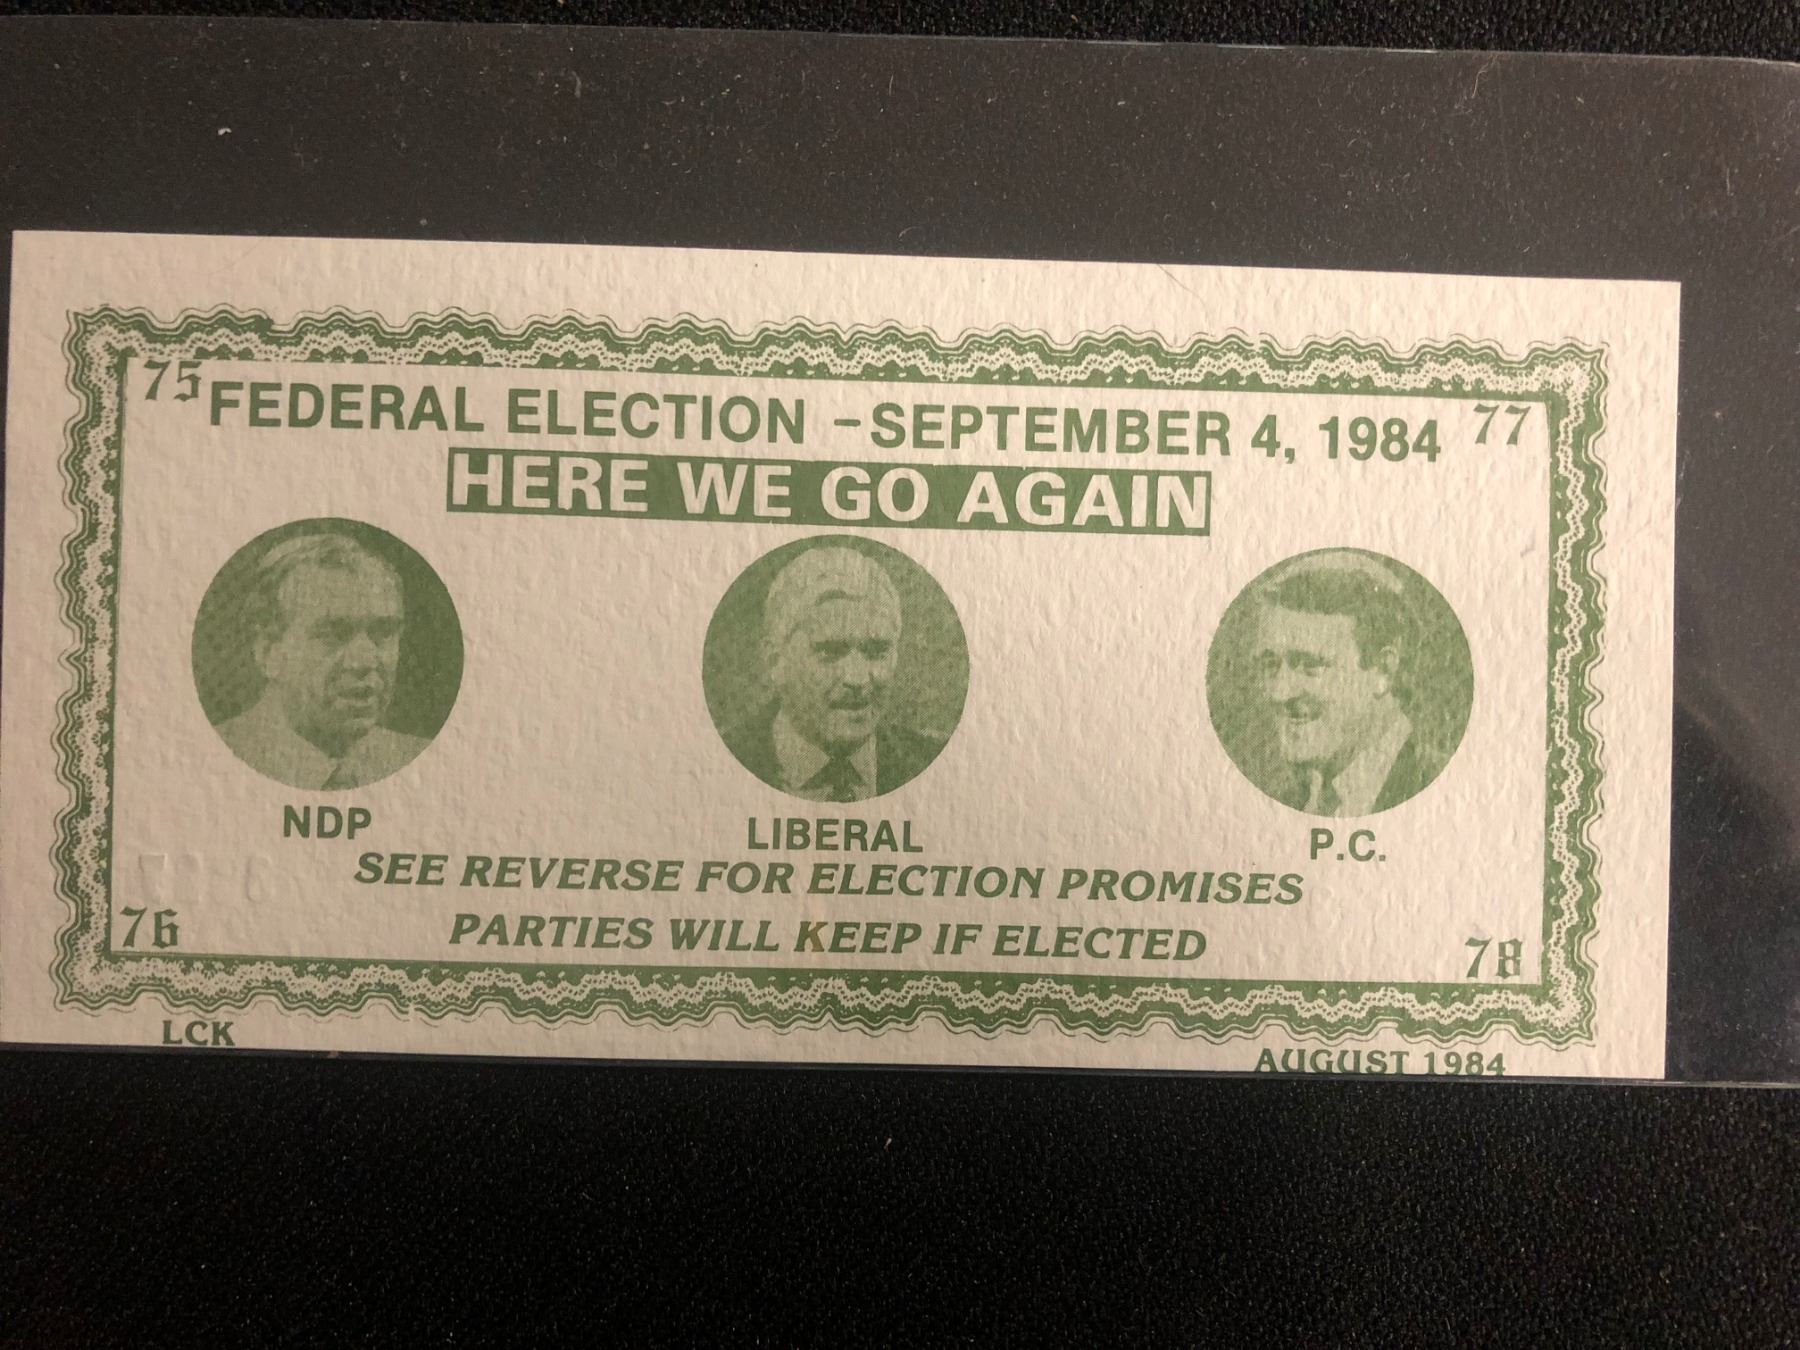 75
FEDERAL ELECTION - SEPTEMBER 4, 1984
77
HERE WE GO AGAIN
NDP
LIBERAL
P.C.
SEE REVERSE FOR ELECTION PROMISES
PARTIES WILL KEEP IF ELECTED
76
78
LCK
AUGUST 1984